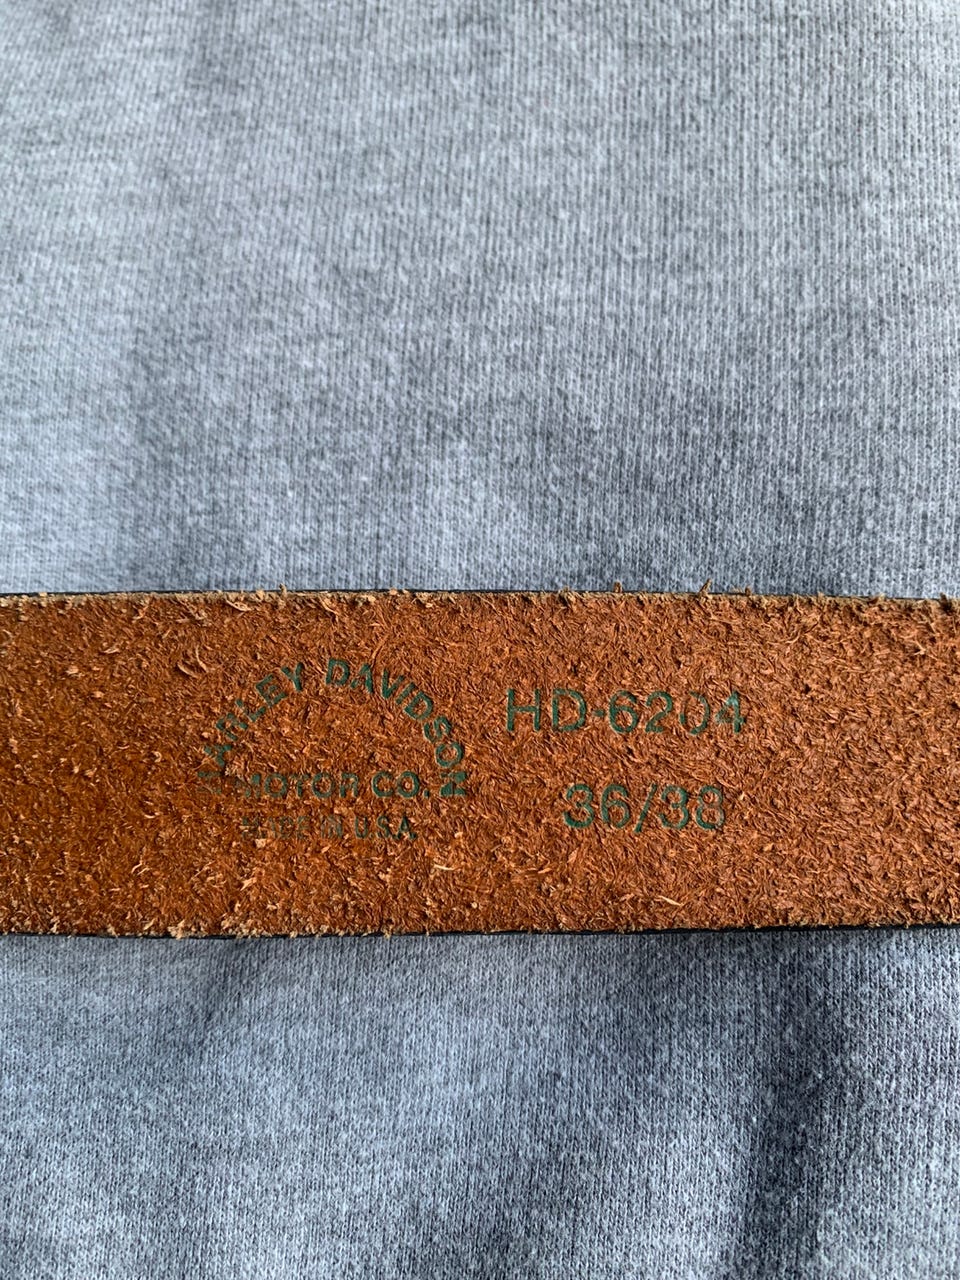 HARLEY DAVIDSON
MOTOR CO.
MADE IN U.S.A.
HD-6204
36/38